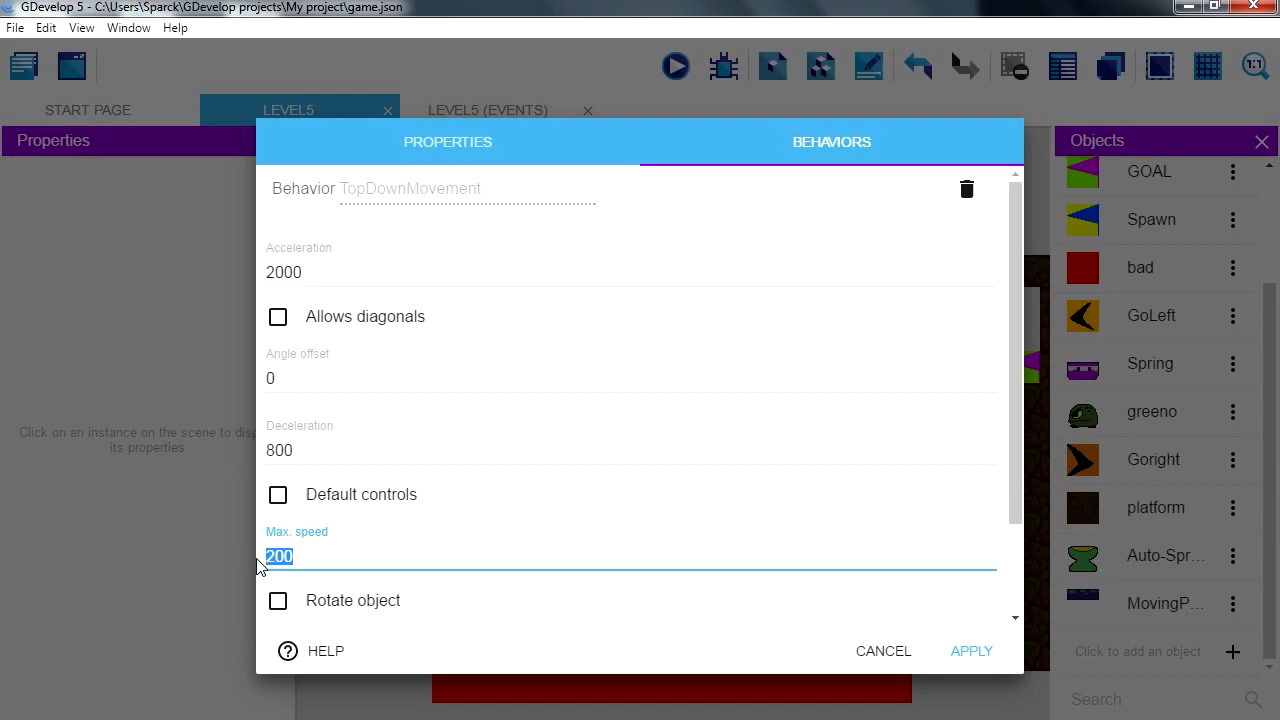 GDevelop 5 - C:\Users\Sparck\GDevelop projects\My project\game.json
File Edit View Window Help
1:1
START PAGE LEVEL5 LEVEL5 (EVENTS)
Properties
PROPERTIES BEHAVIORS
Objects
Behavior TopDownMovement
Acceleration
2000
Allows diagonals
Angle offset
0
Deceleration
800
Default controls
Max. speed
200
Rotate object
HELP CANCEL APPLY
Click on an instance on the scene to disp
its properties
GOAL
Spawn
bad
GoLeft
Spring
greeno
Goright
platform
Auto-Spr...
MovingP...
Click to add an object
Search